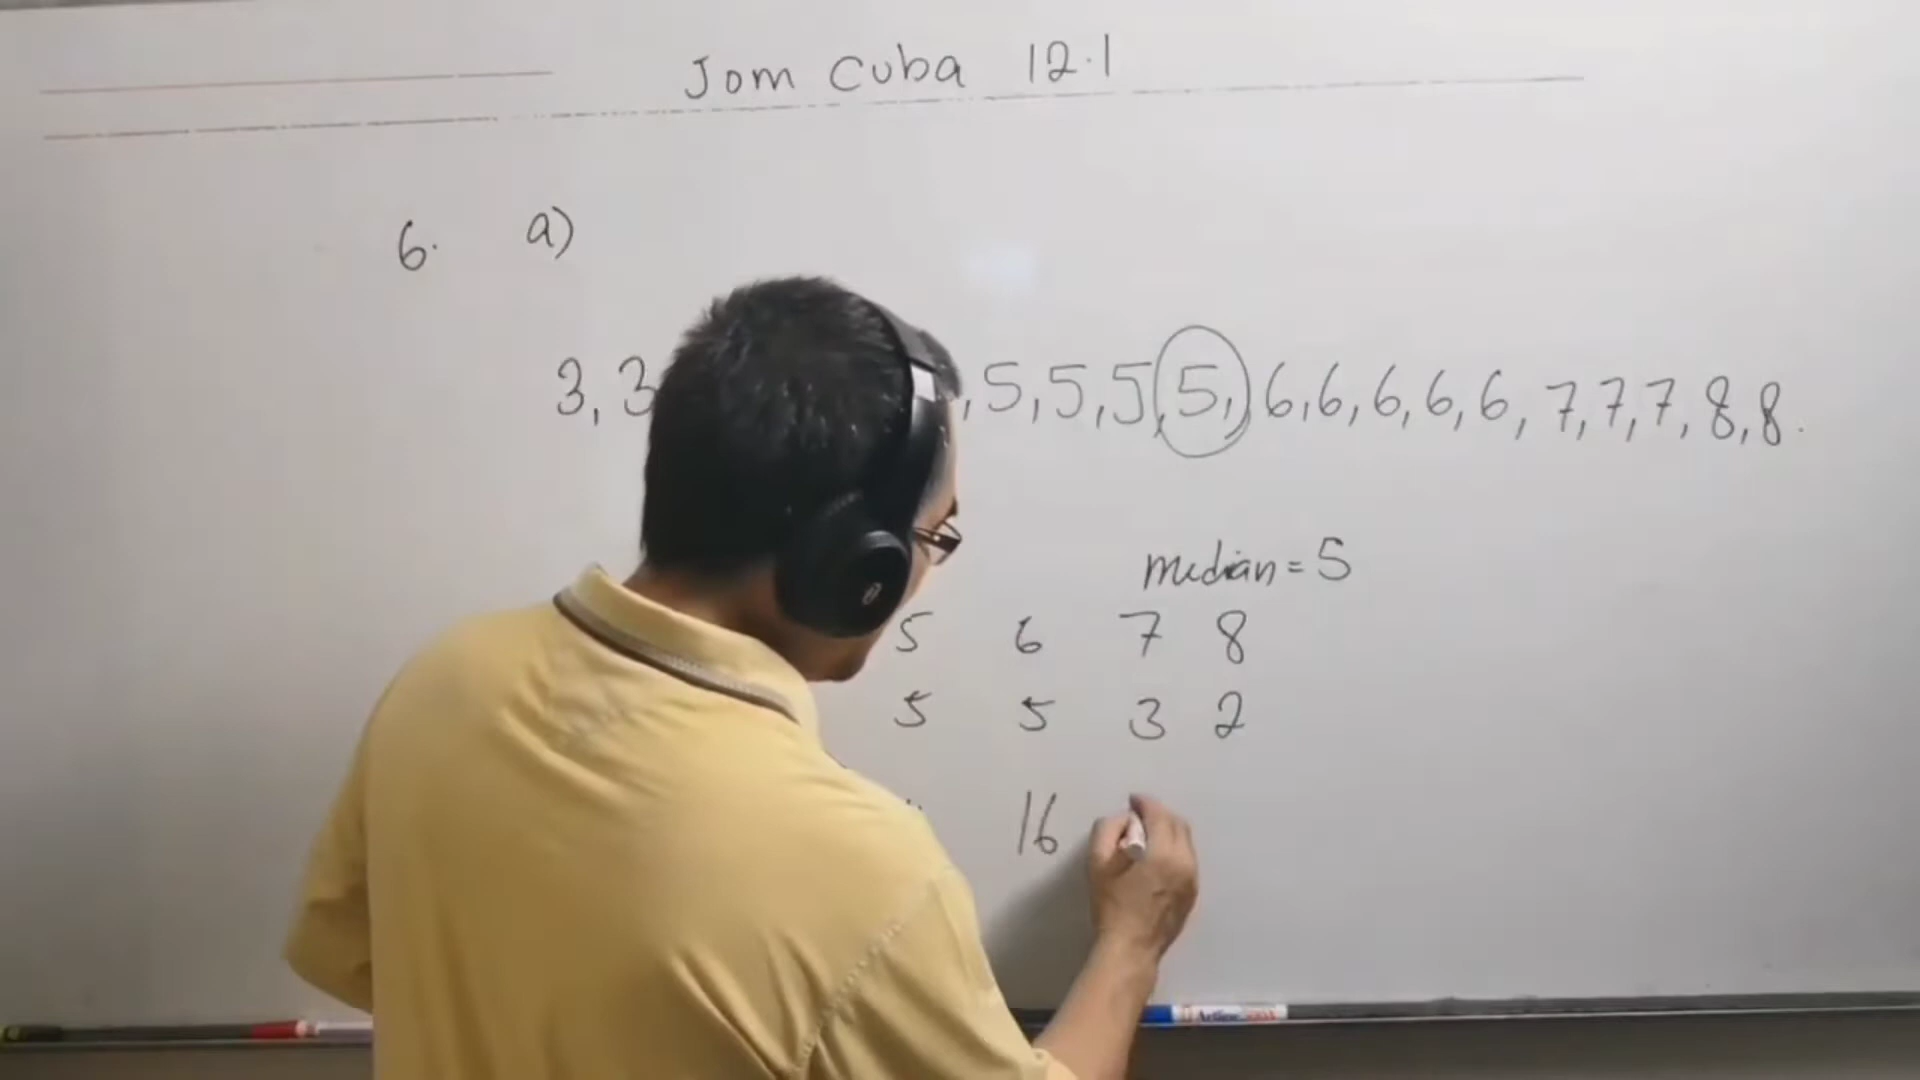 Jom Cuba 12.1
6. a)
3, 3 , 5, 5, 5, 5, 6, 6, 6, 6, 6, 7, 7, 7, 8, 8.
median = 5
5 6 7 8
5 5 3 2
16
Artline